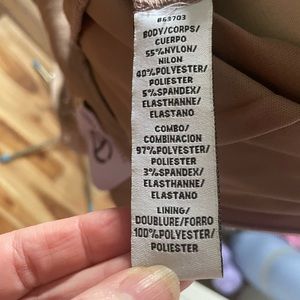 #63703
BODY/CORPS/
CUERPO
55%NYLON/
NILON
40%POLYESTER/
POLIESTER
5%SPANDEX/
ELASTHANNE/
ELASTANO
COMBO/
COMBINACION
97%POLYESTER/
POLIESTER
3%SPANDEX/
ELASTHANNE/
ELASTANO
LINING/
DOUBLURE/FORRO
100%POLYESTER/
POLIESTER